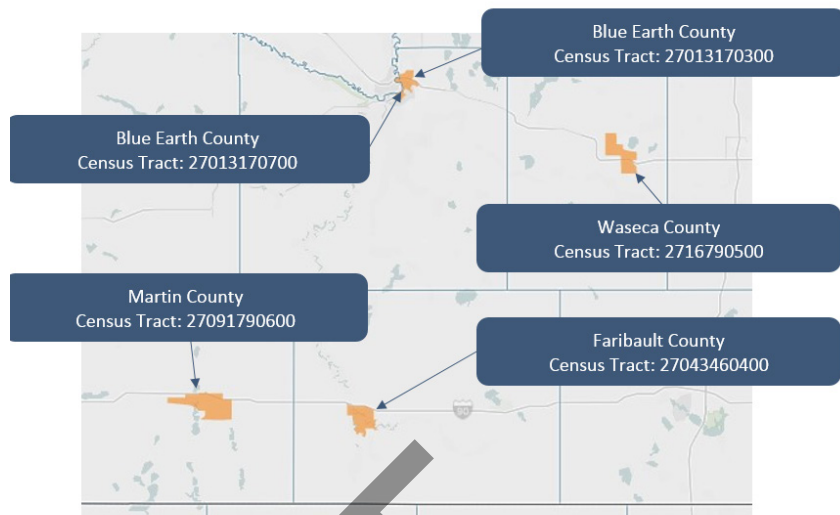 Blue Earth County
Census Tract: 27013170300
Blue Earth County
Census Tract: 27013170700
Waseca County
Census Tract: 2716790500
Martin County
Census Tract: 27091790600
Faribault County
Census Tract: 27043460400
90